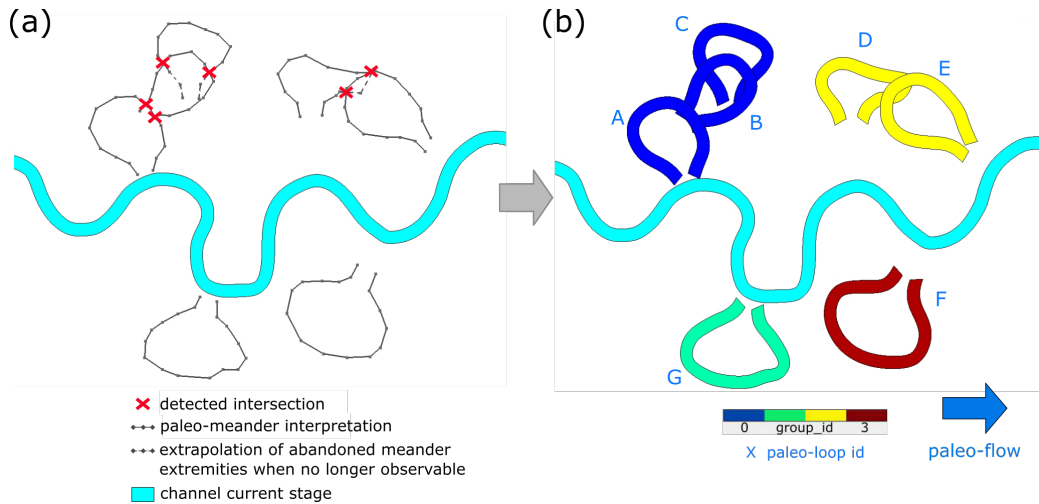 (a)
(b)
C
D
E
A
B
F
G
detected intersection
paleo-meander interpretation
extrapolation of abandoned meander
extremities when no longer observable
channel current stage
0 group_id 3
X paleo-loop id
paleo-flow